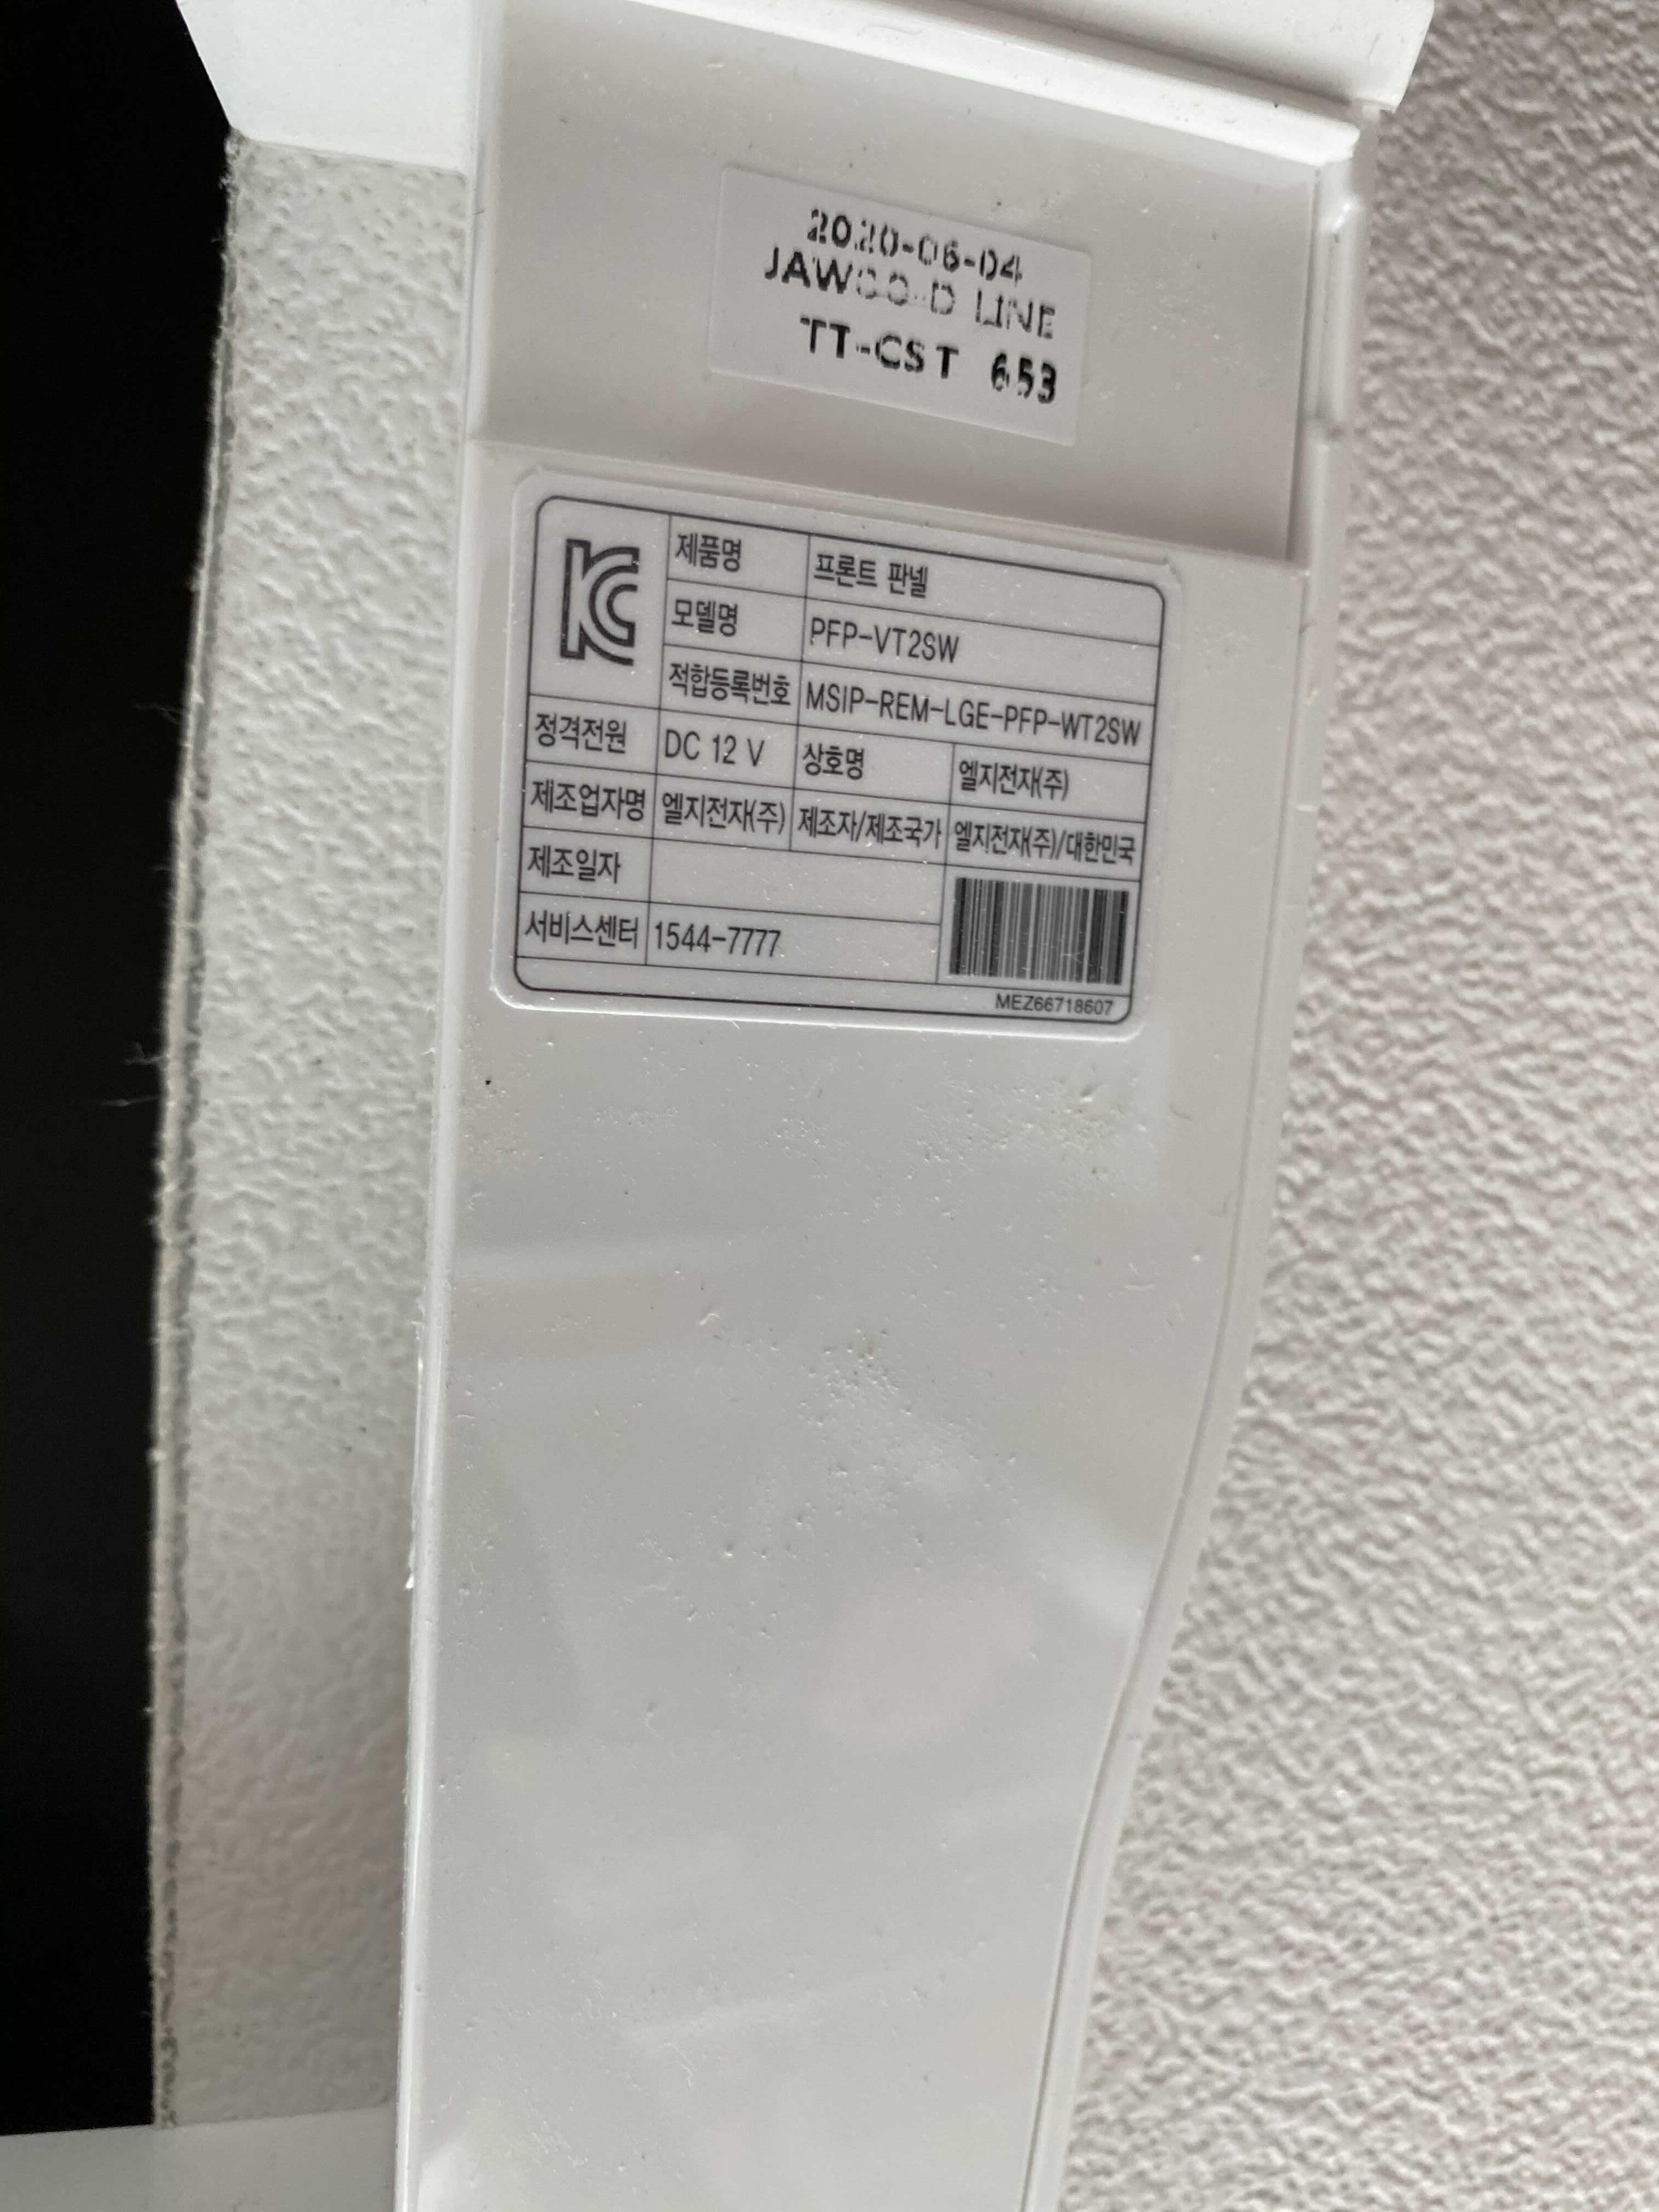 2020-06-04
JAWOO-D LINE
TT-CST 653
KC
제품명 프론트 판넬
모델명 PFP-VT2SW
적합등록번호 MSIP-REM-LGE-PFP-WT2SW
정격전원 DC 12 V 상호명 엘지전자(주)
제조업자명 엘지전자(주) 제조자/제조국가 엘지전자(주)/대한민국
제조일자
서비스센터 1544-7777
MEZ66718607